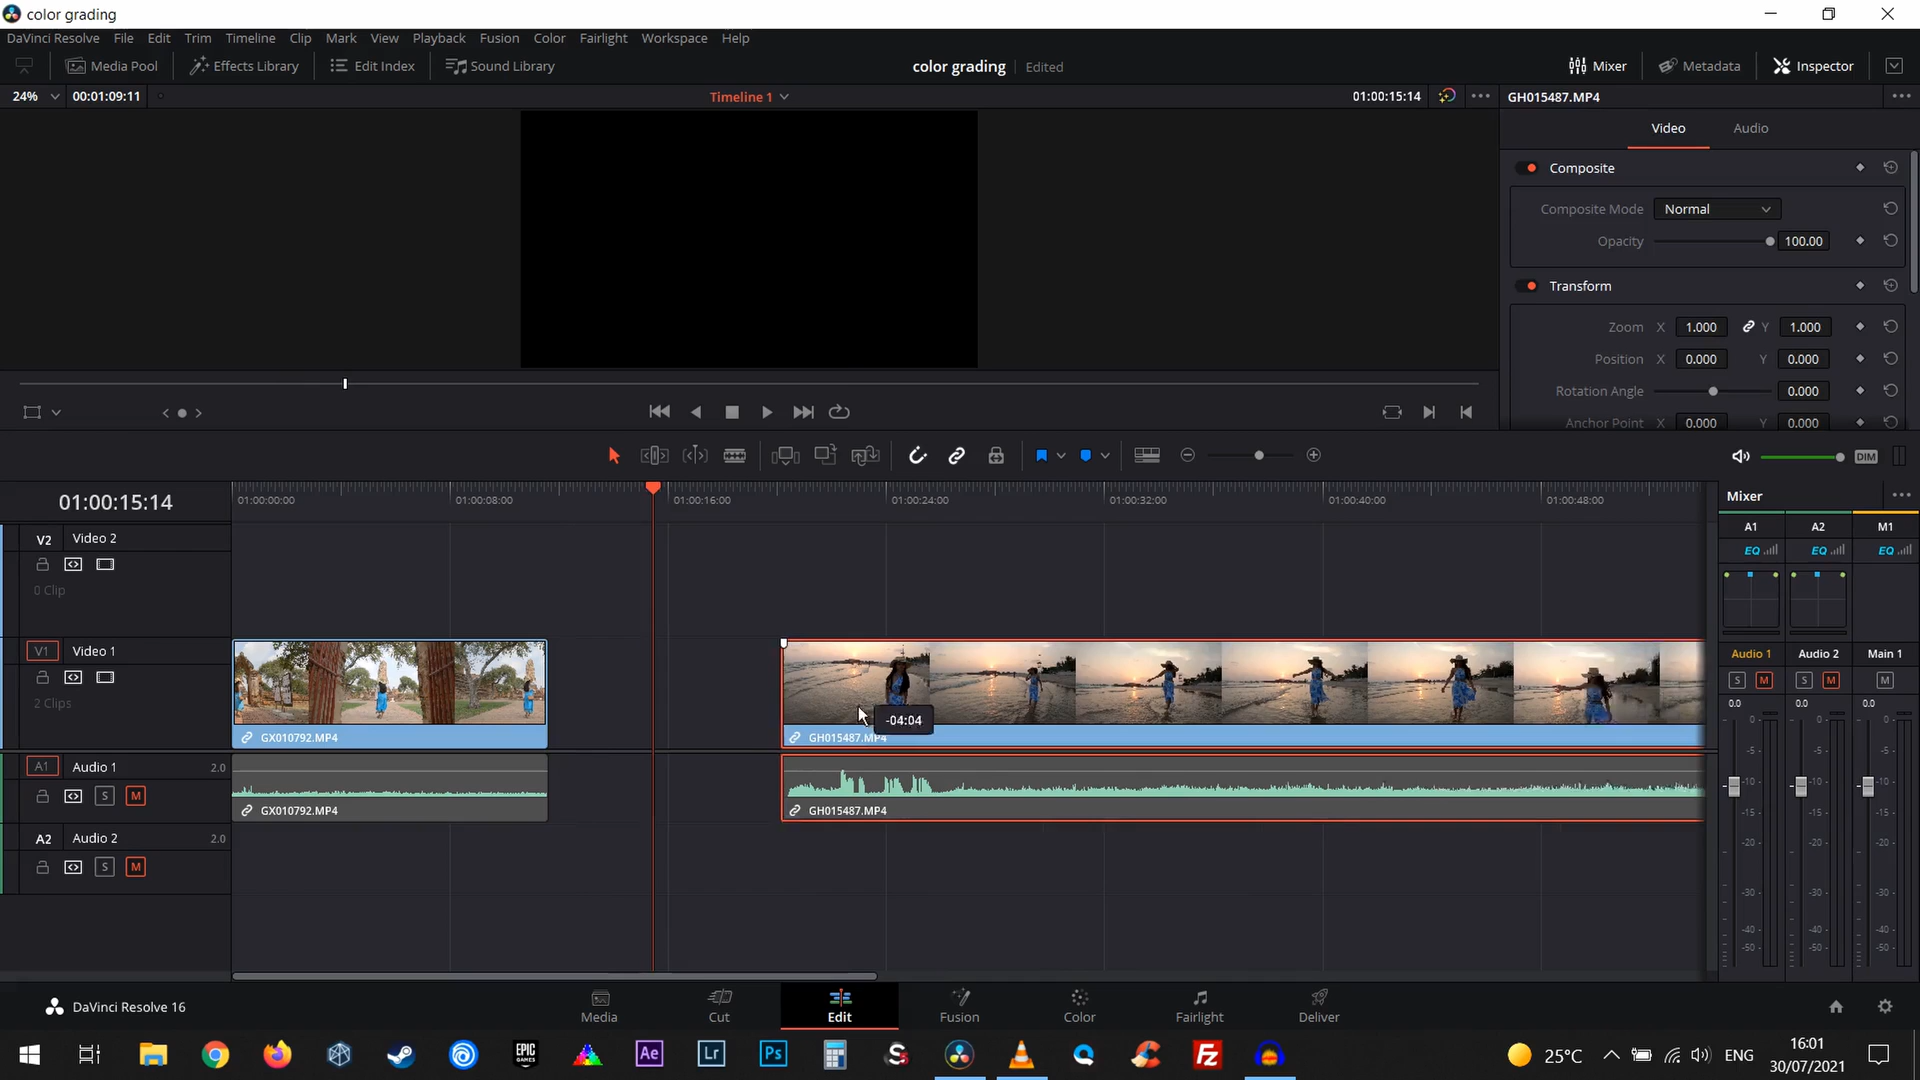 color grading
DaVinci Resolve File Edit Trim Timeline Clip Mark View Playback Fusion Color Fairlight Workspace Help
Media Pool Effects Library Edit Index Sound Library color grading Edited Mixer Metadata Inspector
24% 00:01:09:11 Timeline 1 01:00:15:14 GH015487.MP4
Video Audio
Composite
Composite Mode Normal
Opacity 100.00
Transform
Zoom X 1.000 Y 1.000
Position X 0.000 Y 0.000
Rotation Angle 0.000
Anchor Point X 0.000 Y 0.000
DIM
01:00:15:14 01:00:00:00 01:00:08:00 01:00:16:00 01:00:24:00 01:00:32:00 01:00:40:00 01:00:48:00
Mixer
A1 A2 M1
EQ EQ EQ
V2 Video 2
0 Clip
V1 Video 1
2 Clips
-04:04
GX010792.MP4 GH015487.MP4
Audio 1 Audio 2 Main 1
S M S M M
0.0 0.0 0.0
A1 Audio 1 2.0
S M
GX010792.MP4 GH015487.MP4
A2 Audio 2 2.0
S M
0 0
-5 -5
-10 -10
-15 -15
-20 -20
-30 -30
-40 -40
-50 -50
DaVinci Resolve 16 Media Cut Edit Fusion Color Fairlight Deliver
EPIC GAMES Ae Lr Ps S Fz 25°C ENG 16:01
30/07/2021